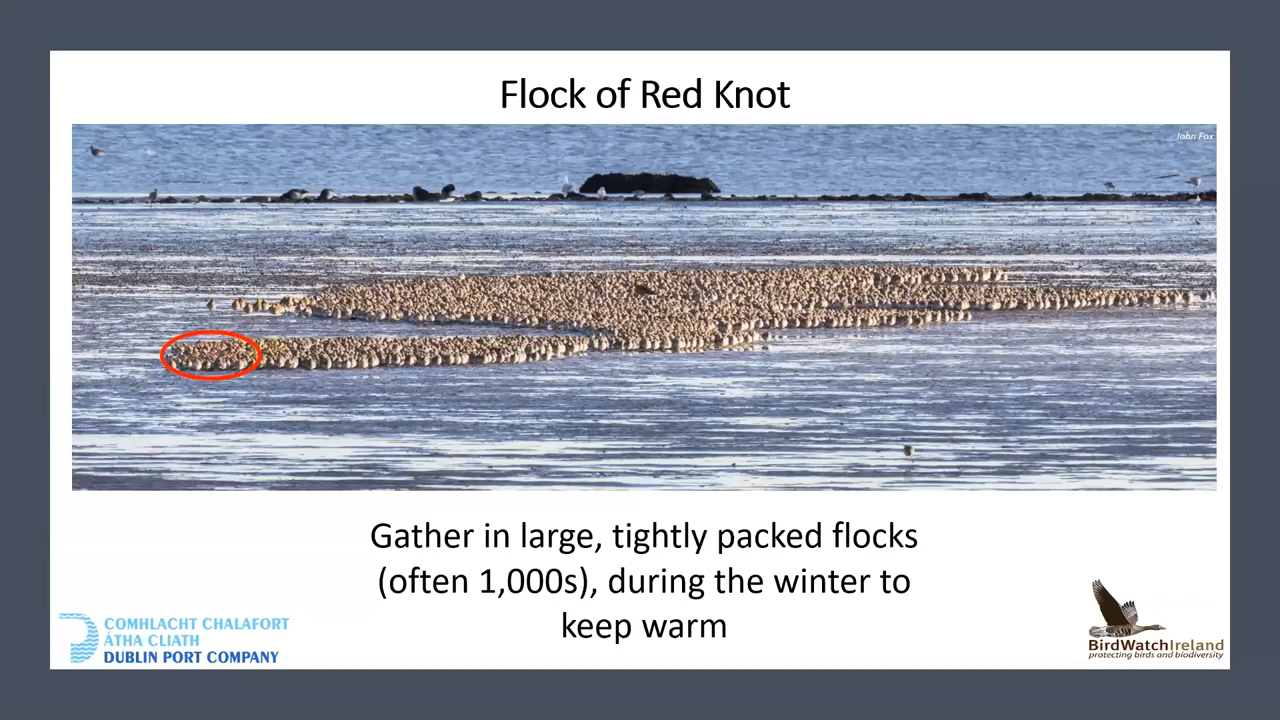 Flock of Red Knot
John Fox
Gather in large, tightly packed flocks
(often 1,000s), during the winter to
keep warm
COMHLACHT CHALAFORT
ÁTHA CLIATH
DUBLIN PORT COMPANY
BirdWatchIreland
protecting birds and biodiversity